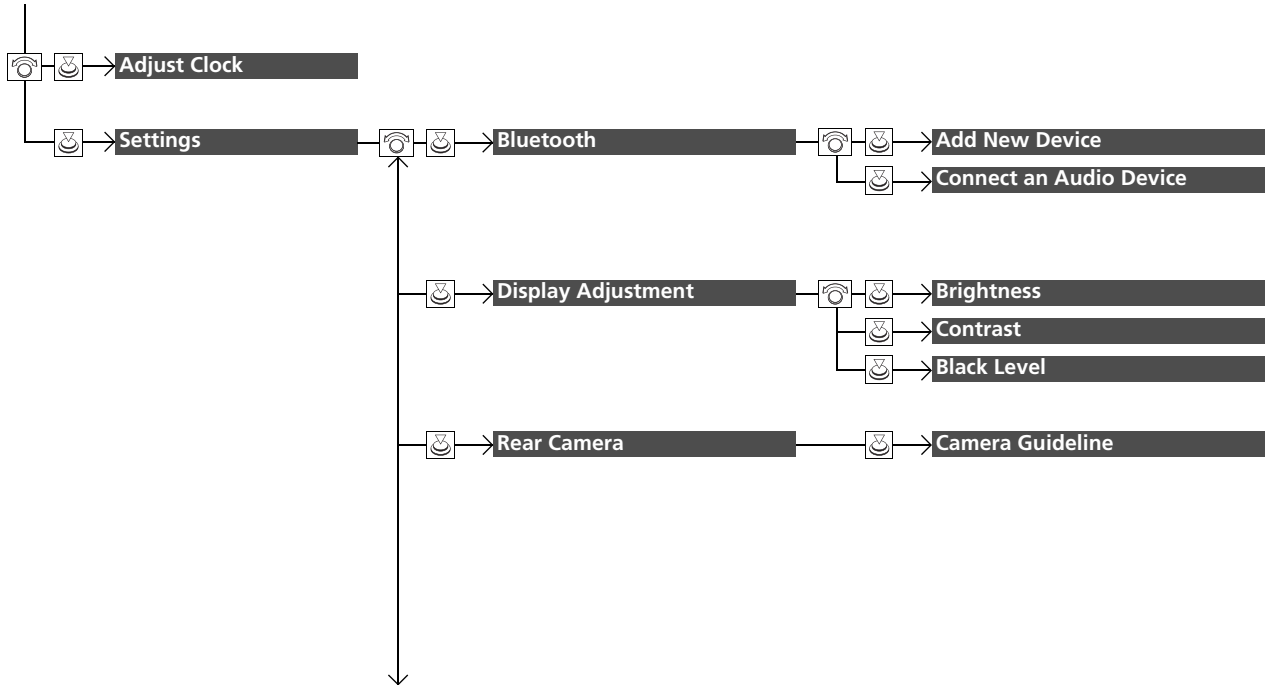 Adjust Clock
Settings
Bluetooth
Add New Device
Connect an Audio Device
Display Adjustment
Brightness
Contrast
Black Level
Rear Camera
Camera Guideline